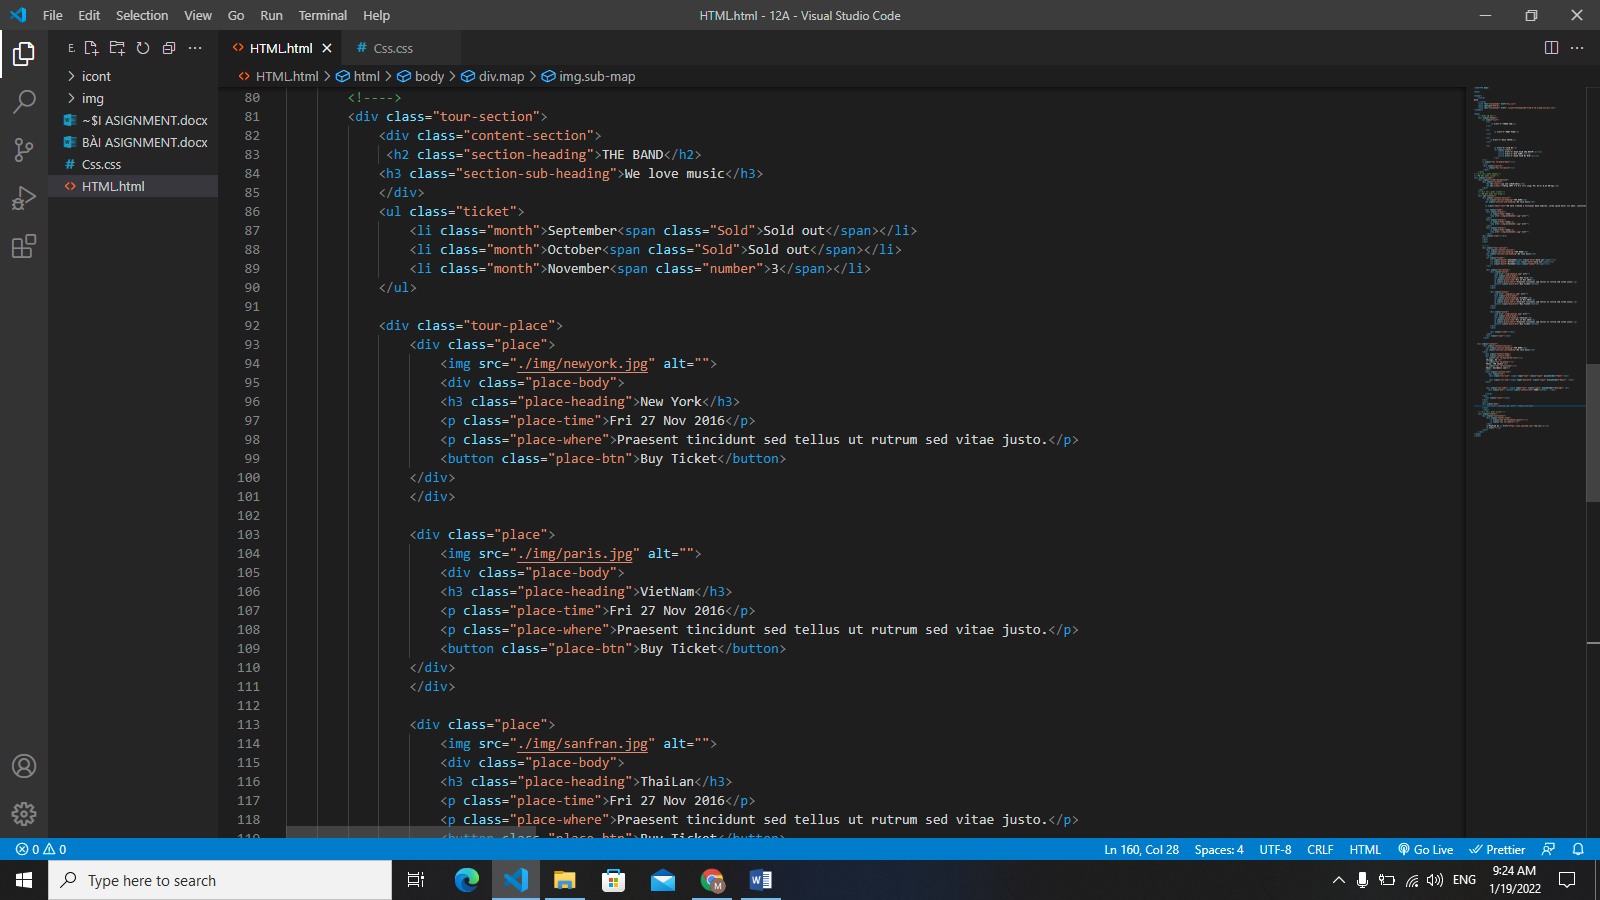 File Edit Selection View Go Run Terminal Help
HTML.html - 12A - Visual Studio Code
E.
HTML.html
# Css.css
HTML.html > html > body > div.map > img.sub-map
icont
img
~$I ASIGNMENT.docx
BÀI ASIGNMENT.docx
# Css.css
HTML.html
80 <!---->
81 <div class="tour-section">
82 <div class="content-section">
83 <h2 class="section-heading">THE BAND</h2>
84 <h3 class="section-sub-heading">We love music</h3>
85 </div>
86 <ul class="ticket">
87 <li class="month">September<span class="Sold">Sold out</span></li>
88 <li class="month">October<span class="Sold">Sold out</span></li>
89 <li class="month">November<span class="number">3</span></li>
90 </ul>
91
92 <div class="tour-place">
93 <div class="place">
94 <img src="./img/newyork.jpg" alt="">
95 <div class="place-body">
96 <h3 class="place-heading">New York</h3>
97 <p class="place-time">Fri 27 Nov 2016</p>
98 <p class="place-where">Praesent tincidunt sed tellus ut rutrum sed vitae justo.</p>
99 <button class="place-btn">Buy Ticket</button>
100 </div>
101 </div>
102
103 <div class="place">
104 <img src="./img/paris.jpg" alt="">
105 <div class="place-body">
106 <h3 class="place-heading">VietNam</h3>
107 <p class="place-time">Fri 27 Nov 2016</p>
108 <p class="place-where">Praesent tincidunt sed tellus ut rutrum sed vitae justo.</p>
109 <button class="place-btn">Buy Ticket</button>
110 </div>
111 </div>
112
113 <div class="place">
114 <img src="./img/sanfran.jpg" alt="">
115 <div class="place-body">
116 <h3 class="place-heading">ThaiLan</h3>
117 <p class="place-time">Fri 27 Nov 2016</p>
118 <p class="place-where">Praesent tincidunt sed tellus ut rutrum sed vitae justo.</p>
119 <button class="place-btn">Buy Ticket</button>
0 0
Ln 160, Col 28 Spaces: 4 UTF-8 CRLF HTML Go Live Prettier
Type here to search
ENG
9:24 AM
1/19/2022